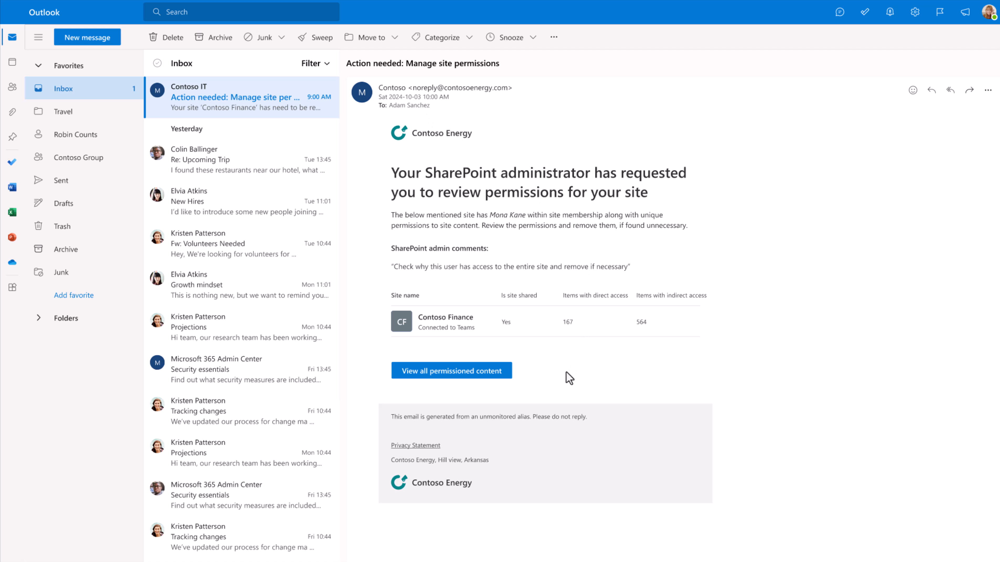 Outlook
Search
New message
Delete
Archive
Junk
Sweep
Move to
Categorize
Snooze
Favorites
Inbox 1
Travel
Robin Counts
Contoso Group
Sent
Drafts
Trash
Archive
Junk
Add favorite
Folders
Inbox
Filter
M
Contoso IT
Action needed: Manage site per ... 9:00 AM
Your site ‘Contoso Finance’ has need to be re...
Yesterday
Colin Ballinger
Re: Upcoming Trip Tue 13:45
I found these restaurants near our hotel, what ...
Elvia Atkins
New Hires Tue 11:01
I'd like to introduce some new people joining ...
Kristen Patterson
Fw: Volunteers Needed Tue 10:44
Hey, We're looking for volunteers for ...
Elvia Atkins
Growth mindset Mon 11:01
This is nothing new, but we want to remind you...
Kristen Patterson
Projections Mon 10:44
Hi team, our research team has been working...
M
Microsoft 365 Admin Center
Security essentials Fri 13:45
Find out what security measures are included...
Kristen Patterson
Tracking changes Fri 10:44
We've updated our process for change ma ...
Kristen Patterson
Projections Mon 10:44
Hi team, our research team has been working...
Microsoft 365 Admin Center
Security essentials Fri 13:45
Find out what security measures are included...
Kristen Patterson
Tracking changes Fri 10:44
We've updated our process for change ma ...
Action needed: Manage site permissions
M
Contoso <noreply@contosoenergy.com>
Sat 2024-10-03 10:00 AM
To: Adam Sanchez
Contoso Energy
Your SharePoint administrator has requested
you to review permissions for your site
The below mentioned site has Mona Kane within site membership along with unique
permissions to site content. Review the permissions and remove them, if found unnecessary.
SharePoint admin comments:
“Check why this user has access to the entire site and remove if necessary”
Site name Is site shared Items with direct access Items with indirect access
CF
Contoso Finance
Connected to Teams
Yes 167 564
View all permissioned content
This email is generated from an unmonitored alias. Please do not reply.
Privacy Statement
Contoso Energy, Hill view, Arkansas
Contoso Energy